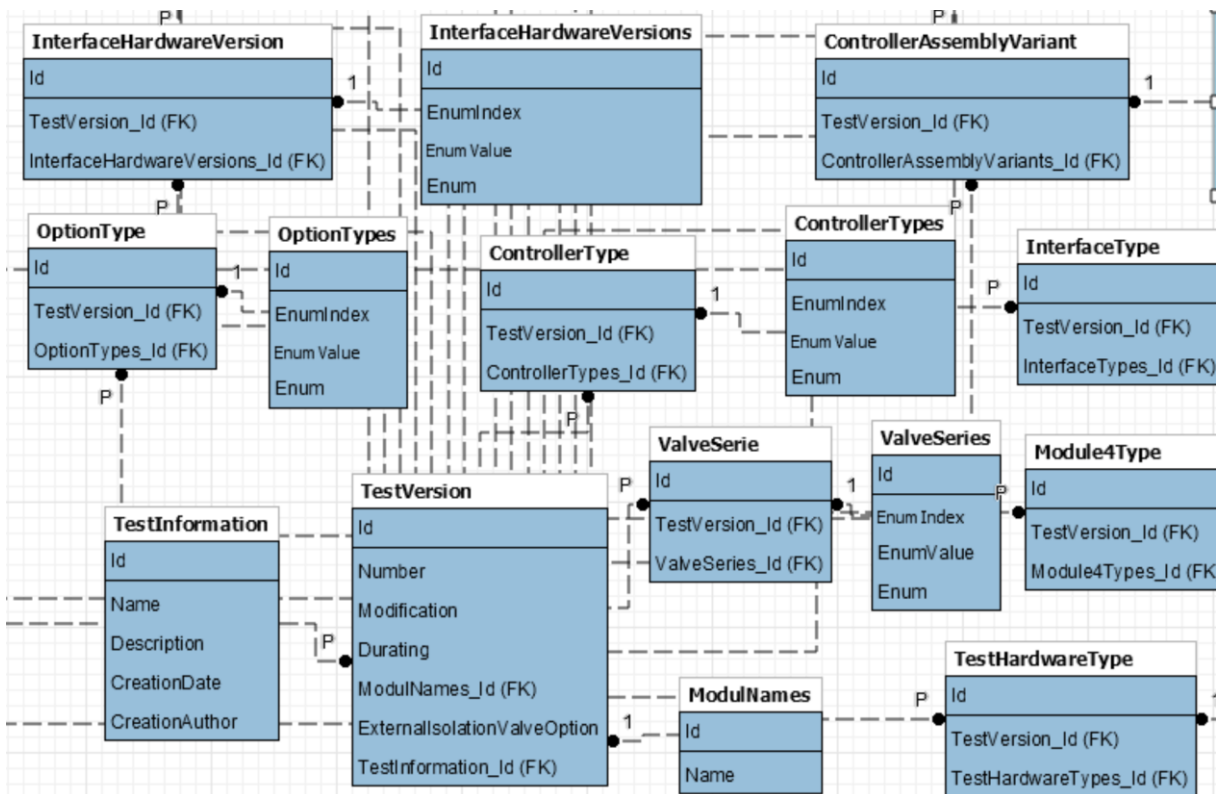 P
P
InterfaceHardwareVersion
Id
TestVersion_Id (FK)
InterfaceHardwareVersions_Id (FK)
1
P
InterfaceHardwareVersions
Id
EnumIndex
Enum Value
Enum
ControllerAssemblyVariant
Id
TestVersion_Id (FK)
ControllerAssemblyVariants_Id (FK)
1
P
OptionType
Id
TestVersion_Id (FK)
OptionTypes_Id (FK)
1
P
OptionTypes
Id
EnumIndex
Enum Value
Enum
ControllerType
Id
TestVersion_Id (FK)
ControllerTypes_Id (FK)
1
P
ControllerTypes
Id
EnumIndex
Enum Value
Enum
P
InterfaceType
Id
TestVersion_Id (FK)
InterfaceTypes_Id (FK)
TestInformation
Id
Name
Description
CreationDate
CreationAuthor
P
TestVersion
Id
Number
Modification
Durating
ModulNames_Id (FK)
ExternalIsolationValveOption
TestInformation_Id (FK)
1
P
ValveSerie
Id
TestVersion_Id (FK)
ValveSeries_Id (FK)
1
ValveSeries
Id
Enum Index
EnumValue
Enum
P
Module4Type
Id
TestVersion_Id (FK)
Module4Types_Id (FK
ModulNames
Id
Name
P
TestHardwareType
Id
TestVersion_Id (FK)
TestHardwareTypes_Id (FK)